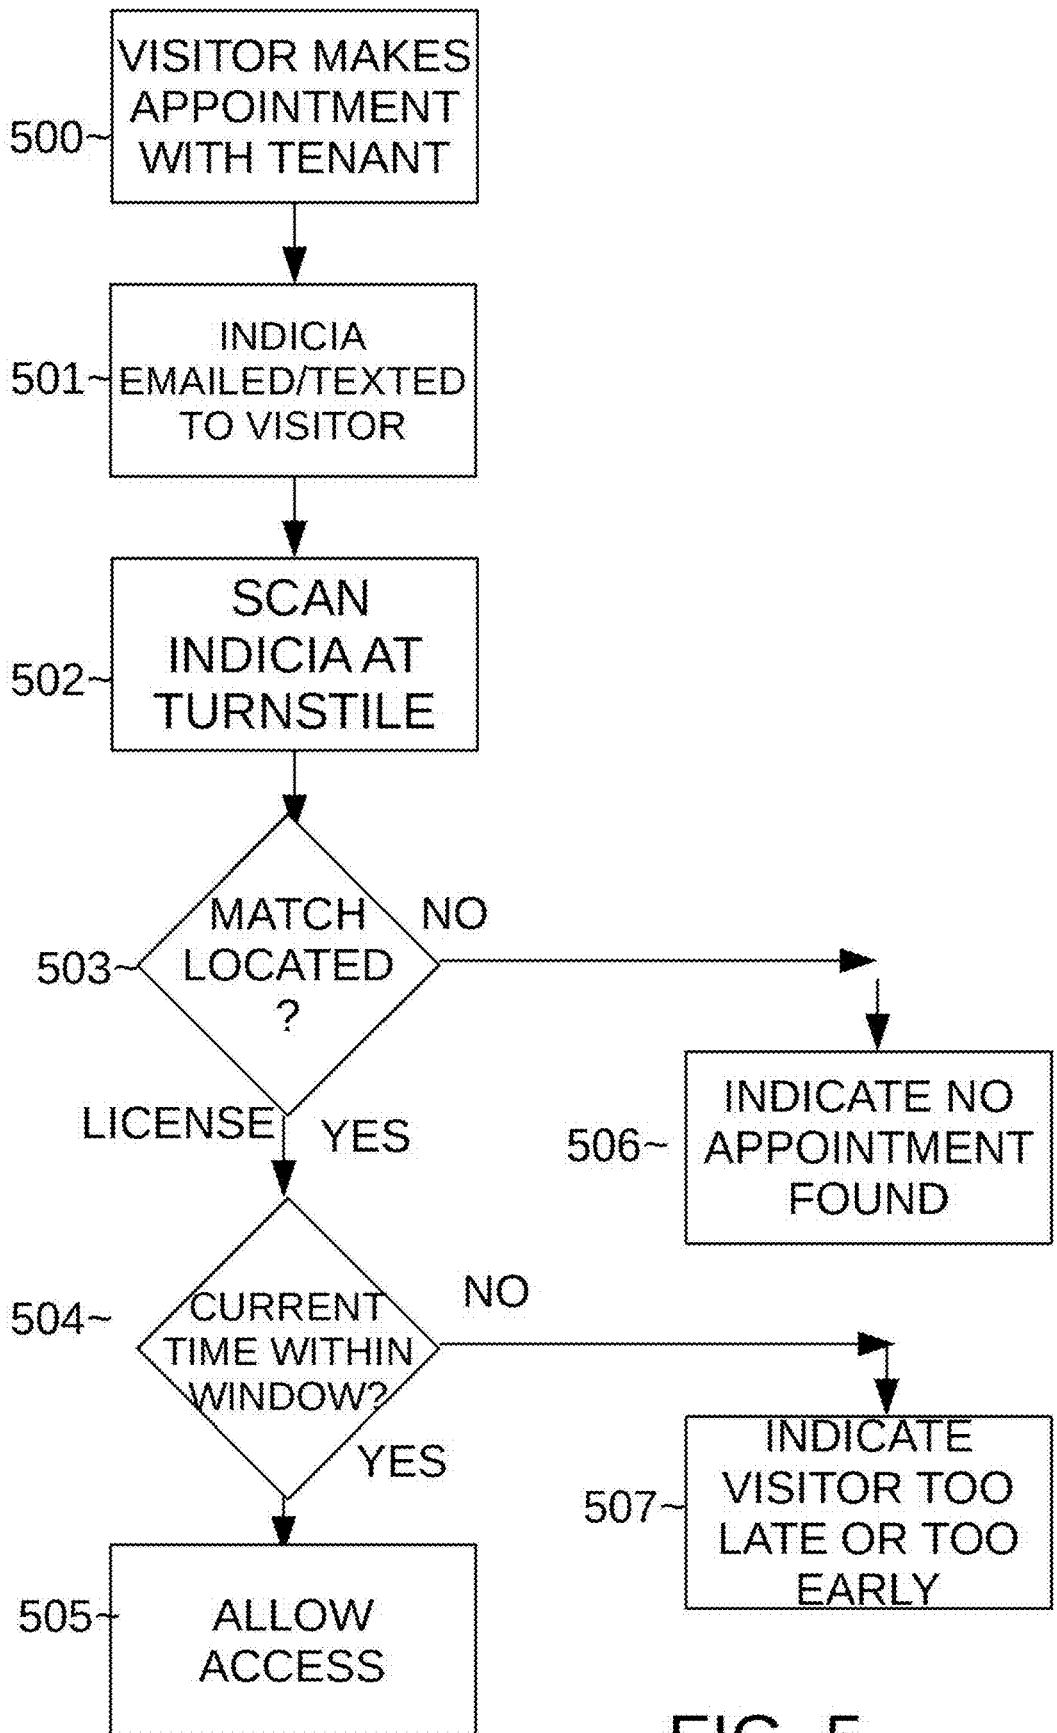 VISITOR MAKES
APPOINTMENT
500~
WITH TENANT
INDICIA
501~EMAILED/TEXTED
TO VISITOR
SCAN
INDICIA AT
502~
TURNSTILE
MATCH NO
503~ LOCATED
?
LICENSE YES
INDICATE NO
506~ APPOINTMENT
FOUND
NO
504~ CURRENT
TIME WITHIN
WINDOW?
YES
INDICATE
VISITOR TOO
507~
LATE OR TOO
EARLY
505~ ALLOW
ACCESS
FIG. 5